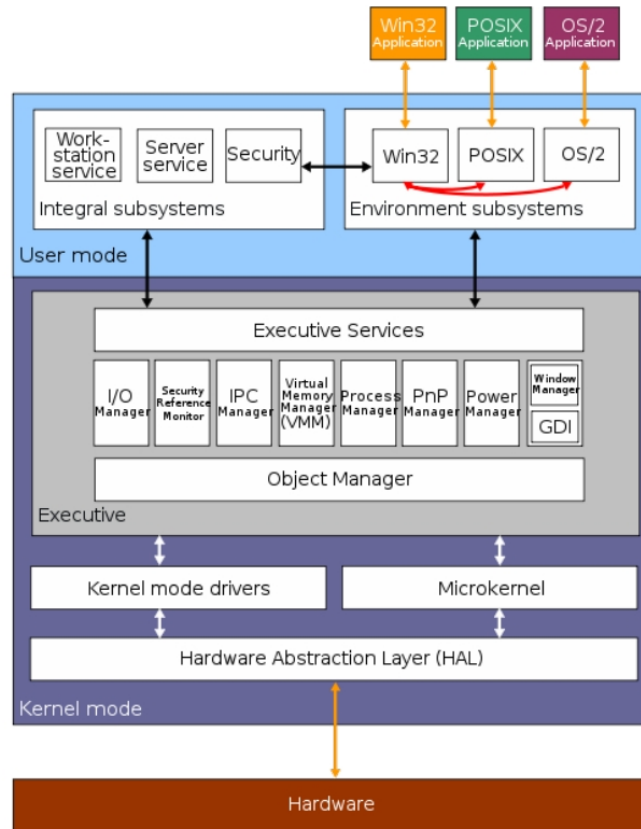 Win32
Application
POSIX
Application
OS/2
Application
Work-
station
service
Server
service
Security
Integral subsystems
Win32
POSIX
OS/2
Environment subsystems
User mode
Executive Services
I/O
Manager
Security
Reference
Monitor
IPC
Manager
Virtual
Memory
Manager
(VMM)
Process
Manager
PnP
Manager
Power
Manager
Window
Manager
GDI
Object Manager
Executive
Kernel mode drivers
Microkernel
Hardware Abstraction Layer (HAL)
Kernel mode
Hardware